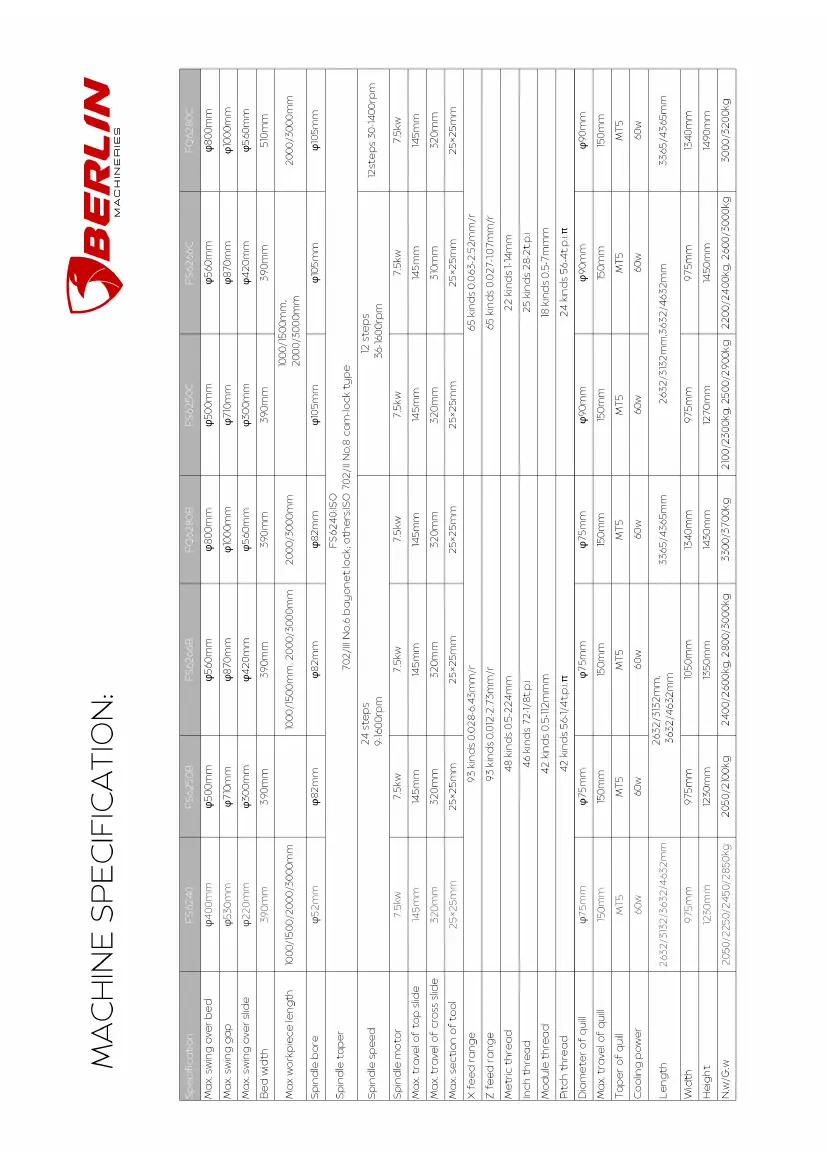 BERLIN
MACHINERIES
MACHINE SPECIFICATION:
Specification FS6240 FS6250B FS6266B FQ6280B FS6250C FS6266C FQ6280C
Max. swing over bed φ400mm φ500mm φ560mm φ800mm φ500mm φ560mm φ800mm
Max. swing gap φ530mm φ710mm φ870mm φ1000mm φ710mm φ870mm φ1000mm
Max. swing over slide φ220mm φ300mm φ420mm φ560mm φ300mm φ420mm φ560mm
Bed width 390mm 390mm 390mm 390mm 390mm 390mm 510mm
Max workpiece length 1000/1500/2000/3000mm 1000/1500mm, 2000/3000mm 2000/3000mm 1000/1500mm,
2000/3000mm 2000/3000mm
Spindle bore φ52mm φ82mm φ82mm φ82mm φ105mm φ105mm φ105mm
Spindle taper FS6240:ISO
702/III No.6 bayonet lock, others:ISO 702/II No.8 cam-lock type
Spindle speed 24 steps
9-1600rpm 12 steps
36-1600rpm 12steps 30-1400rpm
Spindle motor 7.5kw 7.5kw 7.5kw 7.5kw 7.5kw 7.5kw 7.5kw
Max. travel of top slide 145mm 145mm 145mm 145mm 145mm 145mm 145mm
Max. travel of cross slide 320mm 320mm 320mm 320mm 320mm 310mm 320mm
Max. section of tool 25×25mm 25×25mm 25×25mm 25×25mm 25×25mm 25×25mm 25×25mm
X feed range 93 kinds 0.028-6.43mm/r 65 kinds 0.063-2.52mm/r
Z feed range 93 kinds 0.012-2.73mm/r 65 kinds 0.027-1.07mm/r
Metric thread 48 kinds 0.5-224mm 22 kinds 1-14mm
Inch thread 46 kinds 72-1/8t.p.i 25 kinds 28-2t.p.i
Module thread 42 kinds 0.5-112mmm 18 kinds 0.5-7mmm
Pitch thread 42 kinds 56-1/4t.p.i.π 24 kinds 56-4t.p.i.π
Diameter of quill φ75mm φ75mm φ75mm φ75mm φ90mm φ90mm φ90mm
Max. travel of quill 150mm 150mm 150mm 150mm 150mm 150mm 150mm
Taper of quill MT5 MT5 MT5 MT5 MT5 MT5 MT5
Cooling power 60w 60w 60w 60w 60w 60w 60w
Length 2632/3132/3632/4632mm 2632/3132mm,
3632/4632mm 3365/4365mm 2632/3132mm,3632/4632mm 3365/4365mm
Width 975mm 975mm 1050mm 1340mm 975mm 975mm 1340mm
Height 1230mm 1230mm 1350mm 1430mm 1270mm 1450mm 1490mm
N.w/G.w 2050/2250/2450/2850kg 2050/2100kg 2400/2600kg, 2800/3000kg 3300/3700kg 2100/2300kg, 2500/2900kg 2200/2400kg, 2600/3000kg 3000/3200kg